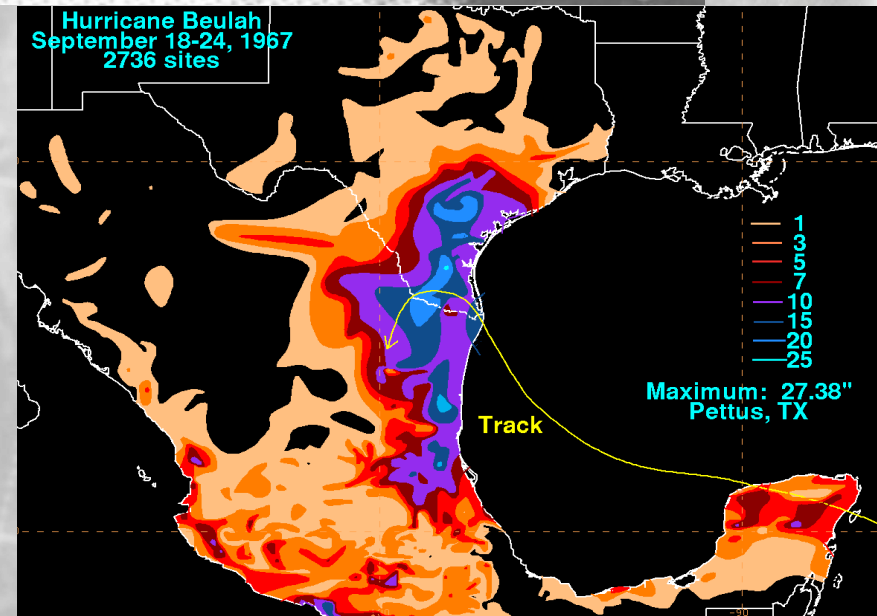 Hurricane Beulah
September 18-24, 1967
2736 sites
1
3
5
7
10
15
20
25
Maximum: 27.38"
Pettus, TX
Track
-90